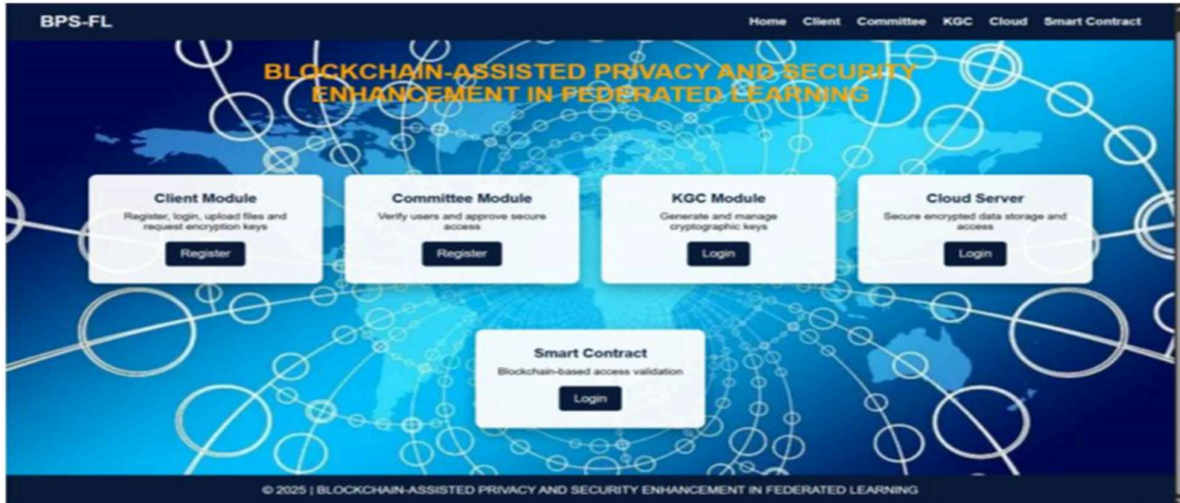 BPS-FL
Home Client Committee KGC Cloud Smart Contract
BLOCKCHAIN-ASSISTED PRIVACY AND SECURITY
ENHANCEMENT IN FEDERATED LEARNING
Client Module
Register, login, upload files and
request encryption keys
Register
Committee Module
Verify users and approve secure
access
Register
KGC Module
Generate and manage
cryptographic keys
Login
Cloud Server
Secure encrypted data storage and
access
Login
Smart Contract
Blockchain-based access validation
Login
© 2025 | BLOCKCHAIN-ASSISTED PRIVACY AND SECURITY ENHANCEMENT IN FEDERATED LEARNING